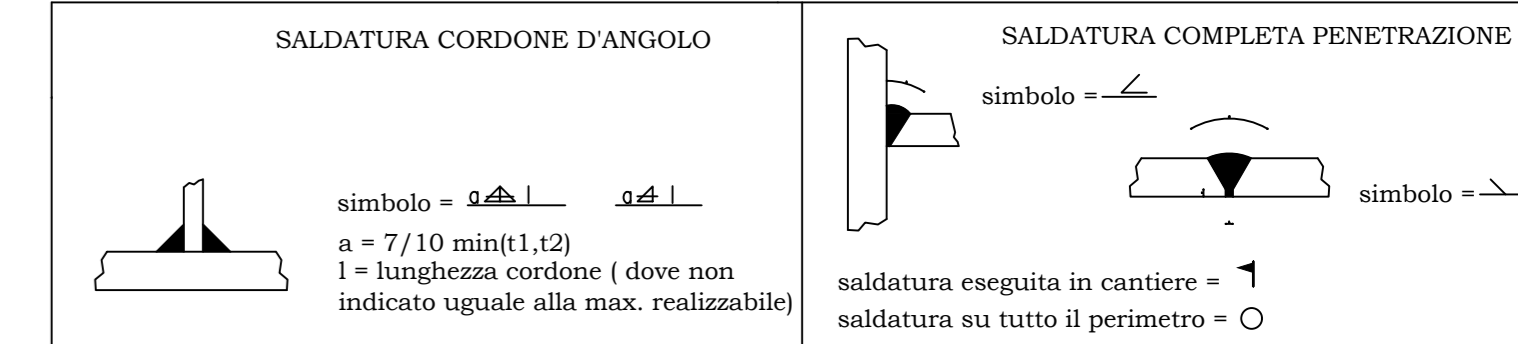 SALDATURA CORDONE D'ANGOLO
simbolo = a l a l
a = 7/10 min(t1,t2)
l = lunghezza cordone ( dove non
indicato uguale alla max. realizzabile)
SALDATURA COMPLETA PENETRAZIONE
simbolo =
simbolo =
saldatura eseguita in cantiere =
saldatura su tutto il perimetro =